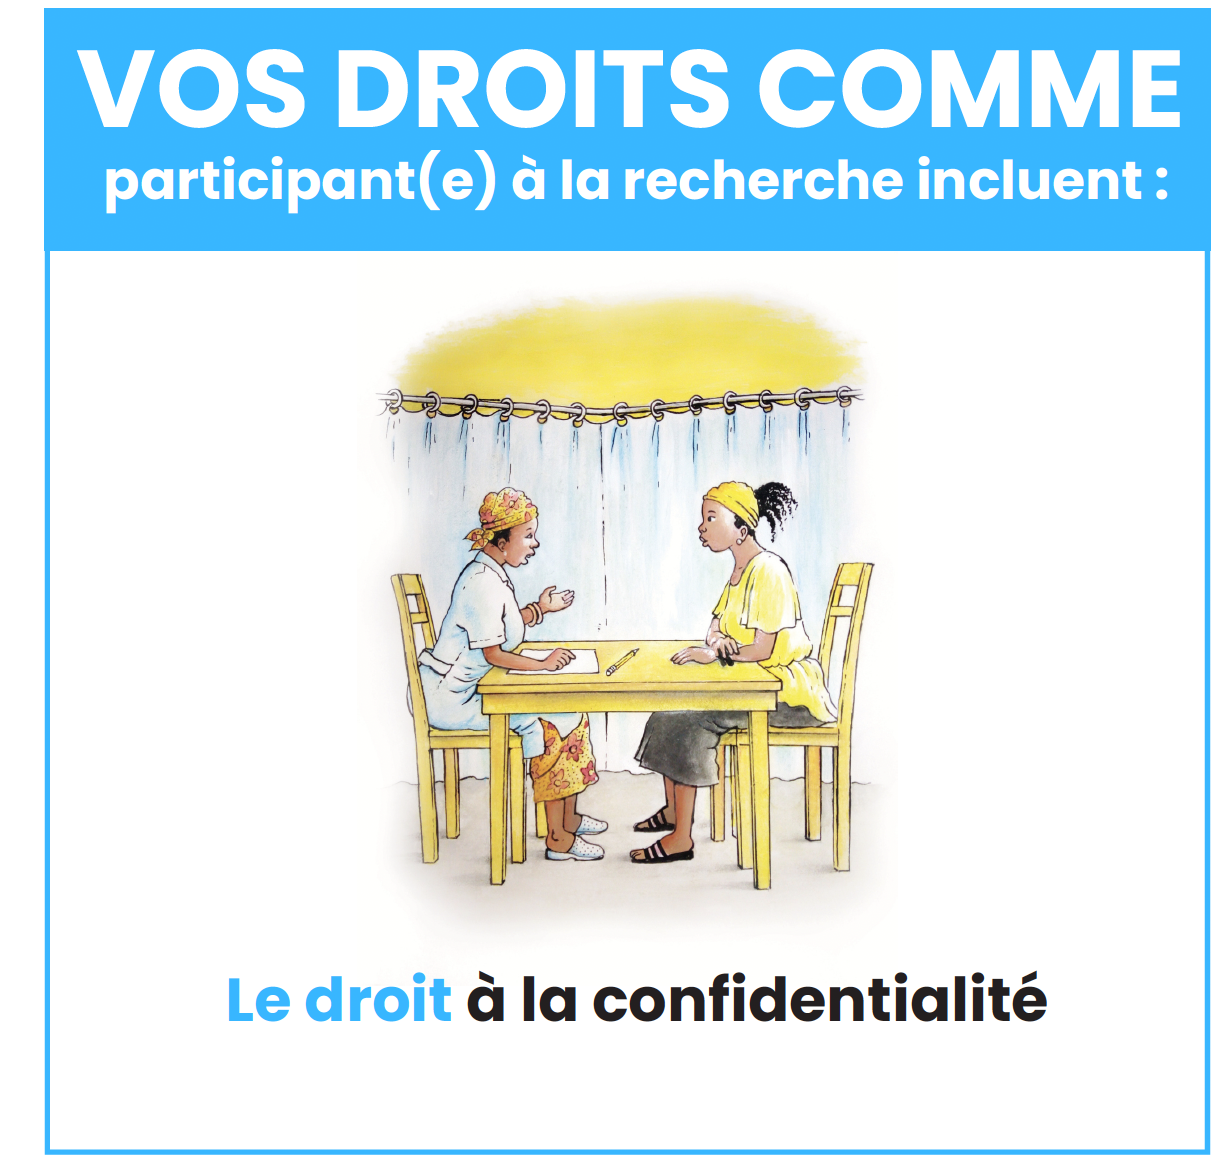 VOS DROITS COMME
participant(e) à la recherche incluent :
Le droit à la confidentialité